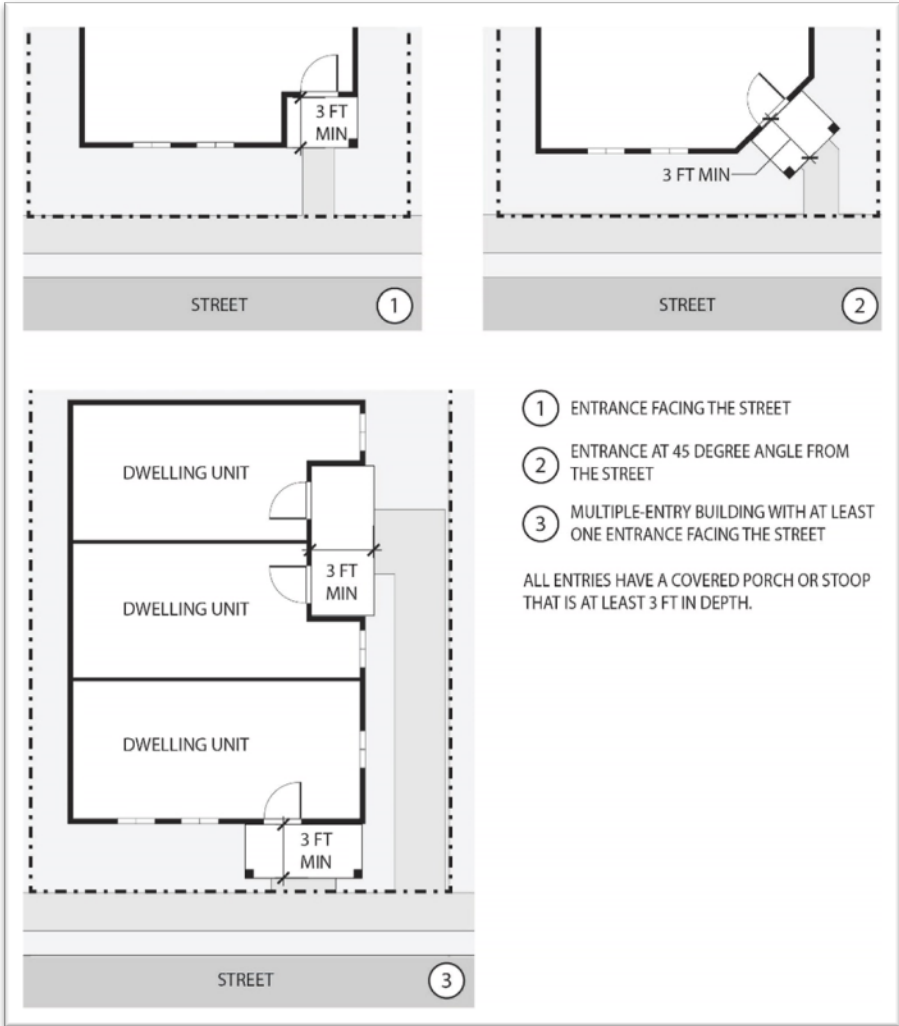 3 FT
MIN
STREET
1
3 FT MIN
STREET
2
DWELLING UNIT
3 FT
MIN
DWELLING UNIT
DWELLING UNIT
3 FT
MIN
STREET
3
1 ENTRANCE FACING THE STREET
2 ENTRANCE AT 45 DEGREE ANGLE FROM
THE STREET
3 MULTIPLE-ENTRY BUILDING WITH AT LEAST
ONE ENTRANCE FACING THE STREET
ALL ENTRIES HAVE A COVERED PORCH OR STOOP
THAT IS AT LEAST 3 FT IN DEPTH.